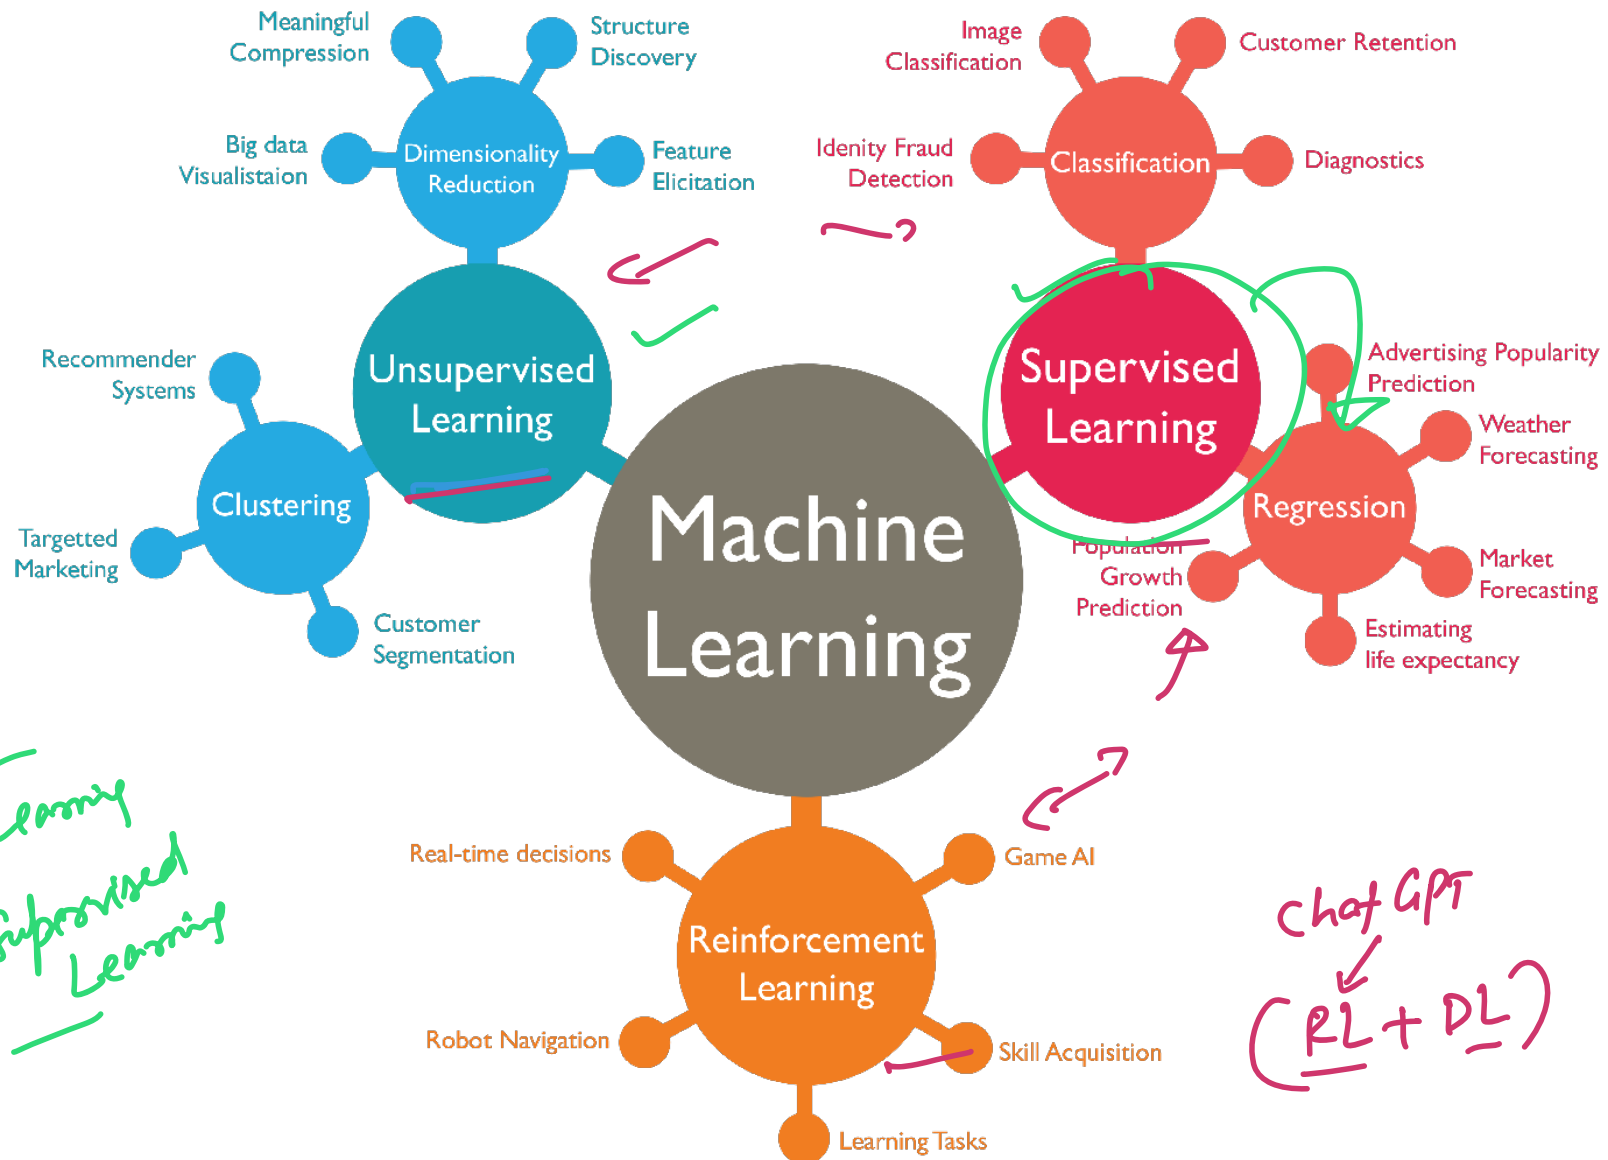 Meaningful
Compression
Structure
Discovery
Big data
Visualistaion
Dimensionality
Reduction
Feature
Elicitation
Image
Classification
Customer Retention
Idenity Fraud
Detection
Classification
Diagnostics
Recommender
Systems
Unsupervised
Learning
Clustering
Targetted
Marketing
Customer
Segmentation
Supervised
Learning
Advertising Popularity
Prediction
Weather
Forecasting
Regression
Population
Growth
Prediction
Market
Forecasting
Estimating
life expectancy
Machine
Learning
Learning
Supervised
Learning
Real-time decisions
Game AI
Reinforcement
Learning
Robot Navigation
Skill Acquisition
Learning Tasks
Chat GPT
(RL + DL)